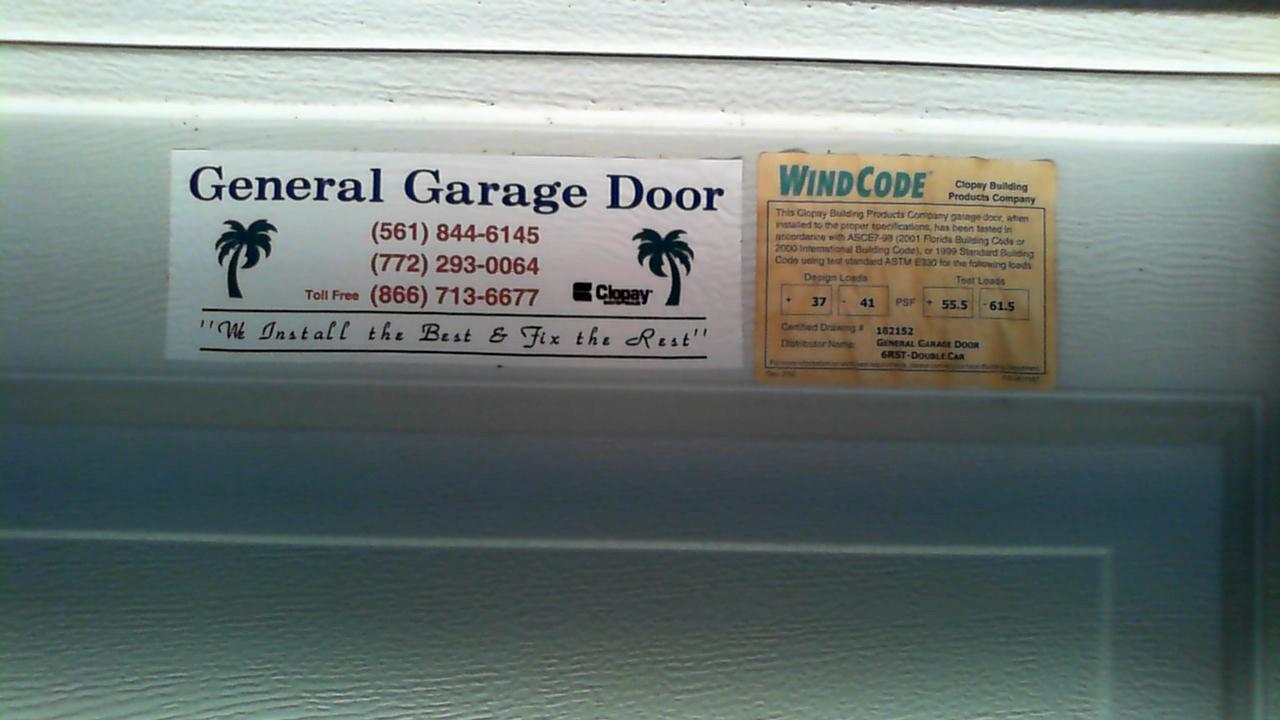 General Garage Door
(561) 844-6145
(772) 293-0064
Toll Free (866) 713-6677
Clopay
"We Install the Best & Fix the Rest"
WINDCODE
Clopay Building
Products Company
This Clopay Building Products Company garage door, when
installed to the proper specifications, has been tested in
accordance with ASCE7-98 (2001 Florida Building Code or
2000 International Building Code), or 1999 Standard Building
Code using test standard ASTM E330 for the following loads:
Design Loads Test Loads
+ 37 - 41 PSF + 55.5 -61.5
Certified Drawing # 102152
Distributor Name: GENERAL GARAGE DOOR
6RST-DOUBLE CAR